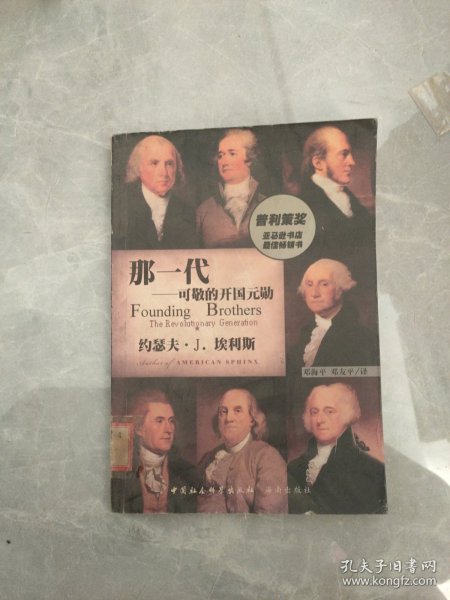 普利策奖
亚马逊书店
最佳畅销书
那一代
——可敬的开国元勋
Founding Brothers
The Revolutionary Generation
约瑟夫·J. 埃利斯
Author of AMERICAN SPHINX
邓海平 邓友平/译
中国社会科学出版社 海南出版社
孔夫子旧书网
www.kongfz.com